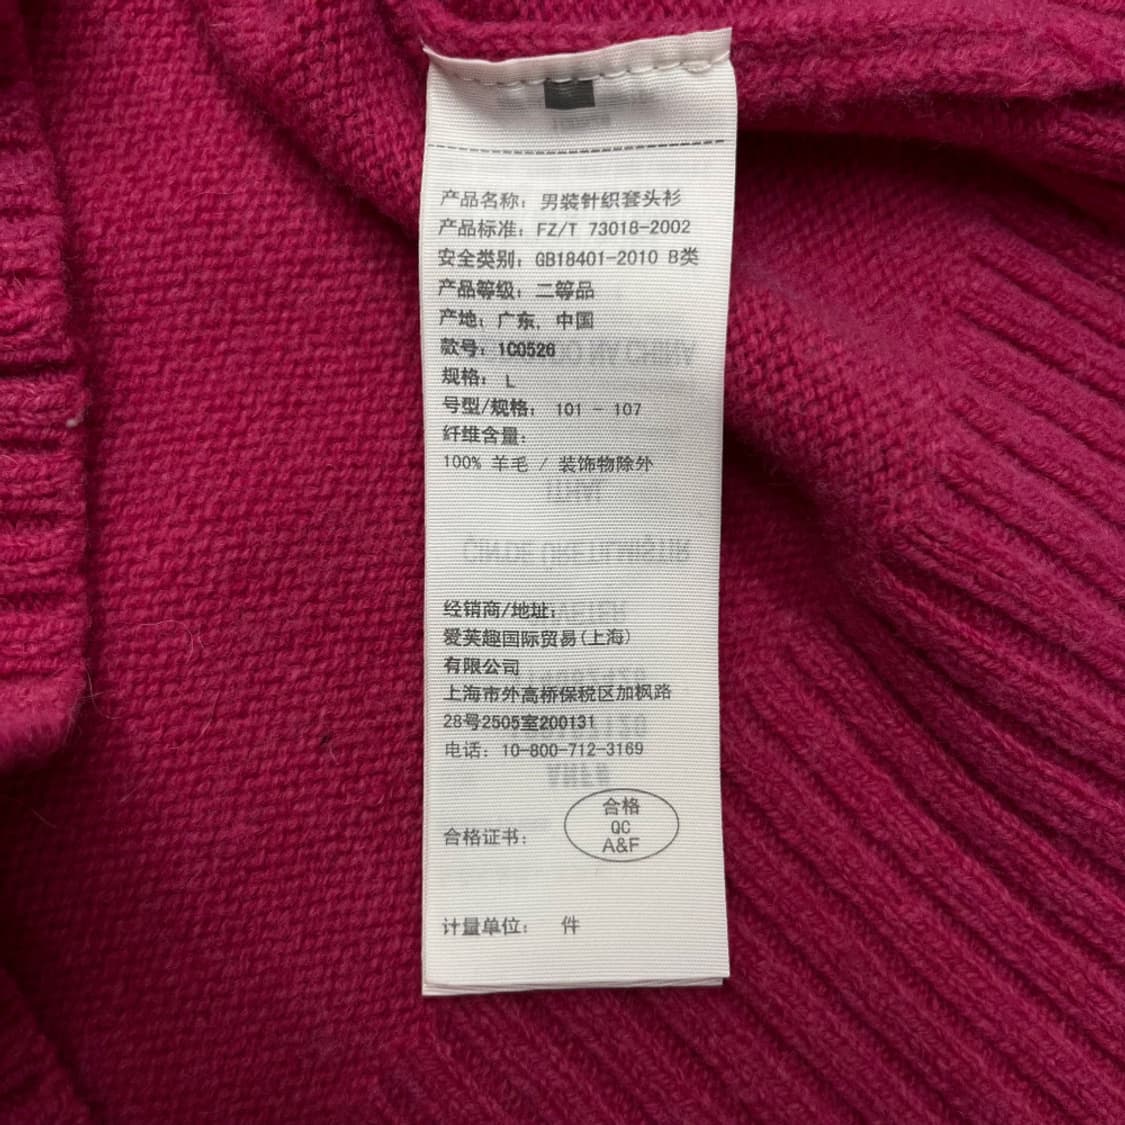 产品名称：男装针织套头衫
产品标准：FZ/T 73018-2002
安全类别：GB18401-2010 B类
产品等级：二等品
产地：广东，中国
款号：1C0526
规格：L
号型/规格：101 - 107
纤维含量：
100% 羊毛 / 装饰物除外
经销商/地址：
爱芙趣国际贸易(上海)
有限公司
上海市外高桥保税区加枫路
28号2505室200131
电话：10-800-712-3169
合格
QC
A&F
合格证书：
计量单位： 件